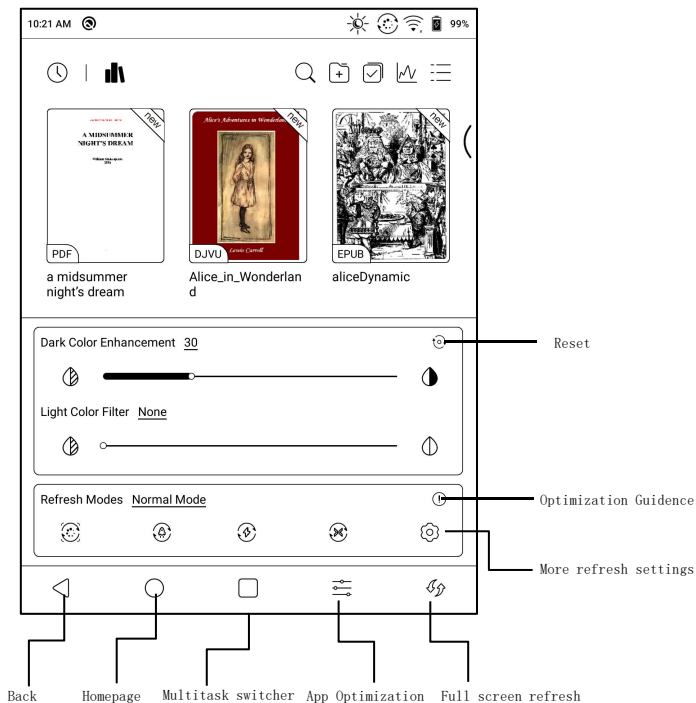 10:21 AM
99%
new
A MIDSUMMER
NIGHT'S DREAM
William Shakespeare
PDF
a midsummer
night's dream
new
Alice's Adventures in Wonderland
Lewis Carroll
DJVU
Alice_in_Wonderlan
d
new
EPUB
aliceDynamic
Dark Color Enhancement 30
Reset
Light Color Filter None
Refresh Modes Normal Mode
Optimization Guidence
More refresh settings
Back
Homepage
Multitask switcher
App Optimization
Full screen refresh